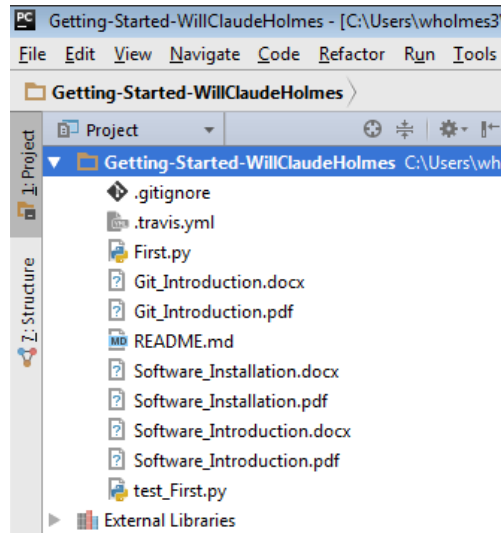 PC Getting-Started-WillClaudeHolmes - [C:\Users\wholmes3\
File Edit View Navigate Code Refactor Run Tools
Getting-Started-WillClaudeHolmes
1: Project
Project
Getting-Started-WillClaudeHolmes C:\Users\wh
.gitignore
.travis.yml
First.py
Git_Introduction.docx
Git_Introduction.pdf
MD README.md
Software_Installation.docx
Software_Installation.pdf
Software_Introduction.docx
Software_Introduction.pdf
test_First.py
External Libraries
7: Structure